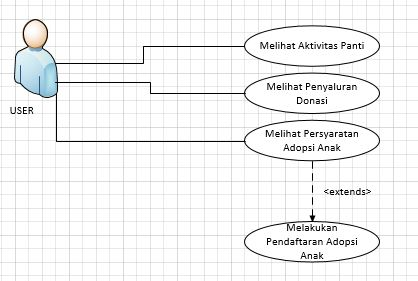 Melihat Aktivitas Panti
Melihat Penyaluran
Donasi
USER
Melihat Persyaratan
Adopsi Anak
<extends>
Melakukan
Pendaftaran Adopsi
Anak